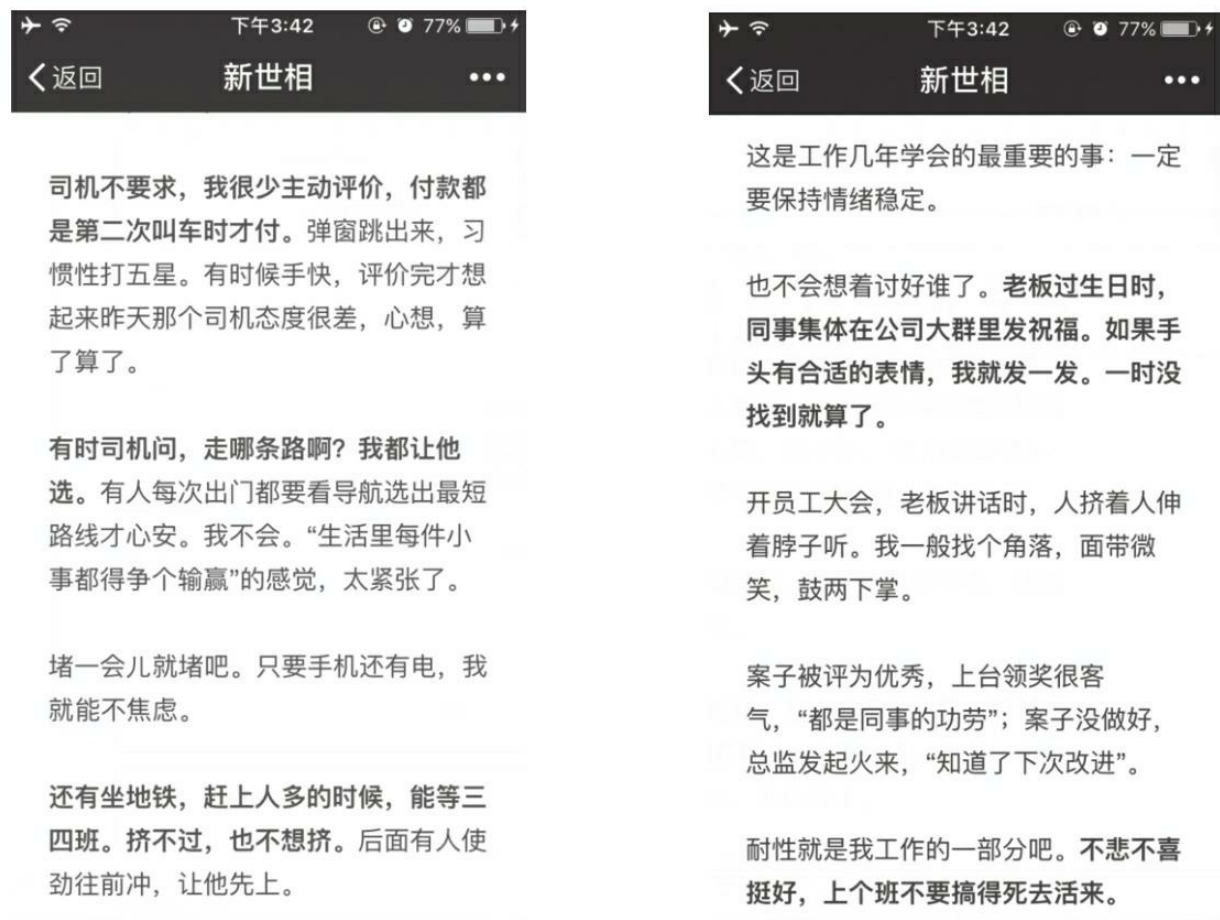 下午3:42 77%
返回 新世相
司机不要求，我很少主动评价，付款都
是第二次叫车时才付。弹窗跳出来，习
惯性打五星。有时候手快，评价完才想
起来昨天那个司机态度很差，心想，算
了算了。
有时司机问，走哪条路啊？我都让他
选。有人每次出门都要看导航选出最短
路线才心安。我不会。“生活里每件小
事都得争个输赢”的感觉，太紧张了。
堵一会儿就堵吧。只要手机还有电，我
就能不焦虑。
还有坐地铁，赶上人多的时候，能等三
四班。挤不过，也不想挤。后面有人使
劲往前冲，让他先上。
下午3:42 77%
返回 新世相
这是工作几年学会的最重要的事：一定
要保持情绪稳定。
也不会想着讨好谁了。老板过生日时，
同事集体在公司大群里发祝福。如果手
头有合适的表情，我就发一发。一时没
找到就算了。
开员工大会，老板讲话时，人挤着人伸
着脖子听。我一般找个角落，面带微
笑，鼓两下掌。
案子被评为优秀，上台领奖很客
气，“都是同事的功劳”；案子没做好，
总监发起火来，“知道了下次改进”。
耐性就是我工作的一部分吧。不悲不喜
挺好，上个班不要搞得死去活来。